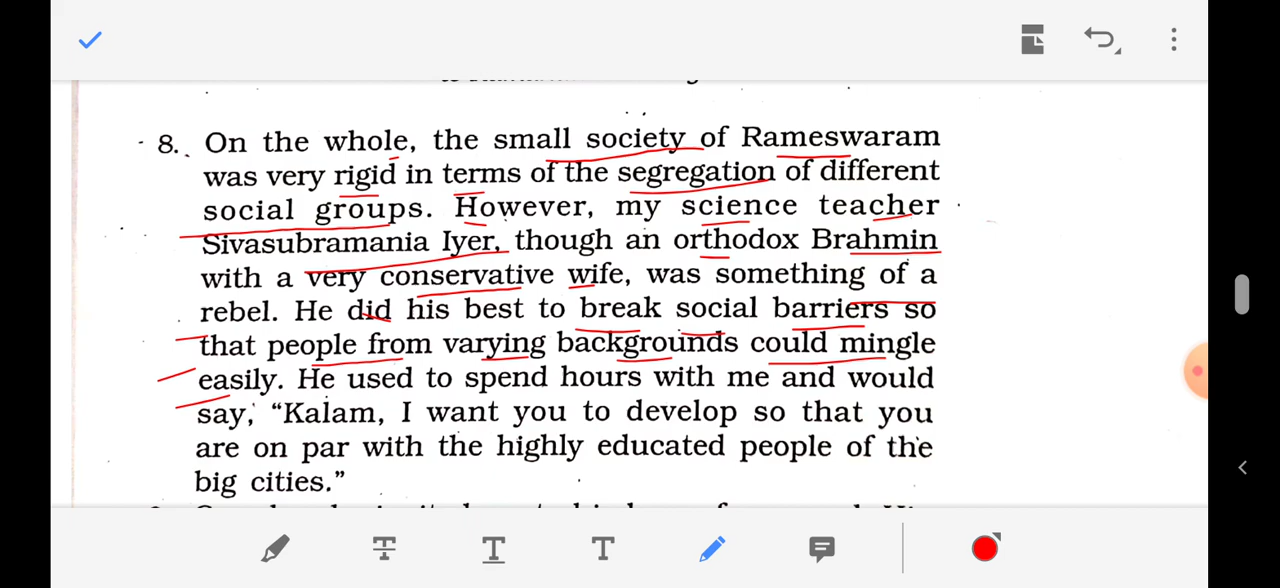 8. On the whole, the small society of Rameswaram
was very rigid in terms of the segregation of different
social groups. However, my science teacher
Sivasubramania Iyer, though an orthodox Brahmin
with a very conservative wife, was something of a
rebel. He did his best to break social barriers so
that people from varying backgrounds could mingle
easily. He used to spend hours with me and would
say, “Kalam, I want you to develop so that you
are on par with the highly educated people of the
big cities.”
T T T